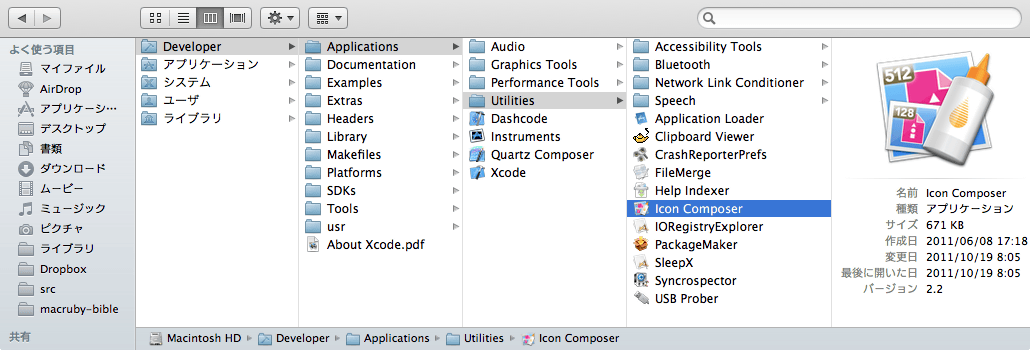 よく使う項目
マイファイル
AirDrop
アプリケーシ...
デスクトップ
書類
ダウンロード
ムービー
ミュージック
ピクチャ
ライブラリ
Dropbox
src
macruby-bible
共有
Developer
アプリケーション
システム
ユーザ
ライブラリ
Applications
Documentation
Examples
Extras
Headers
Library
Makefiles
Platforms
SDKs
Tools
usr
About Xcode.pdf
Audio
Graphics Tools
Performance Tools
Utilities
Dashcode
Instruments
Quartz Composer
Xcode
Accessibility Tools
Bluetooth
Network Link Conditioner
Speech
Application Loader
Clipboard Viewer
CrashReporterPrefs
FileMerge
Help Indexer
Icon Composer
IORegistryExplorer
PackageMaker
SleepX
Syncrospector
USB Prober
512
128
名前 Icon Composer
種類 アプリケーション
サイズ 671 KB
作成日 2011/06/08 17:18
変更日 2011/10/19 8:05
最後に開いた日 2011/10/19 8:05
バージョン 2.2
Macintosh HD ▸ Developer ▸ Applications ▸ Utilities ▸ Icon Composer